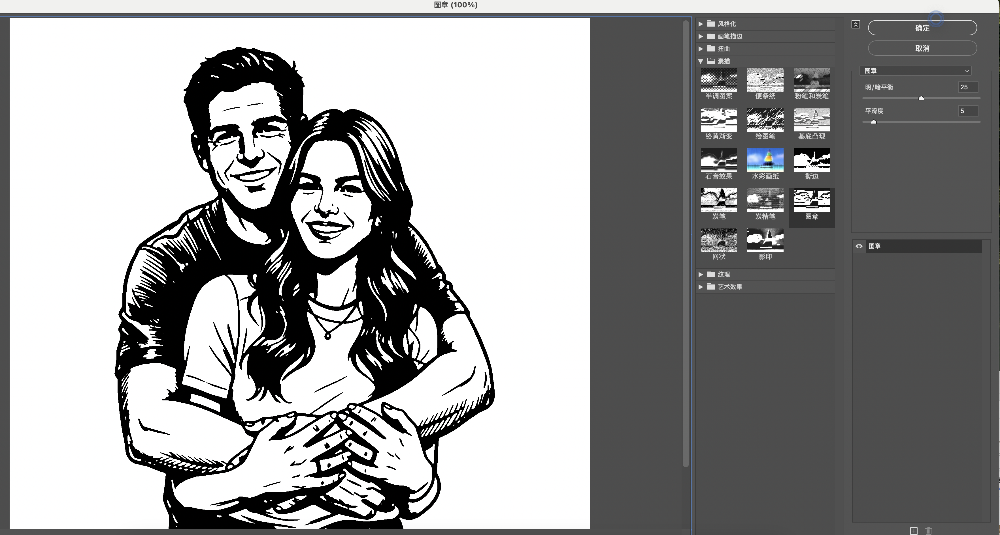 图章 (100%)
风格化
画笔描边
扭曲
素描
半调图案 便条纸 粉笔和炭笔
铬黄渐变 绘图笔 基底凸现
石膏效果 水彩画纸 撕边
炭笔 炭精笔 图章
网状 影印
纹理
艺术效果
确定
取消
图章
明/暗平衡 25
平滑度 5
图章